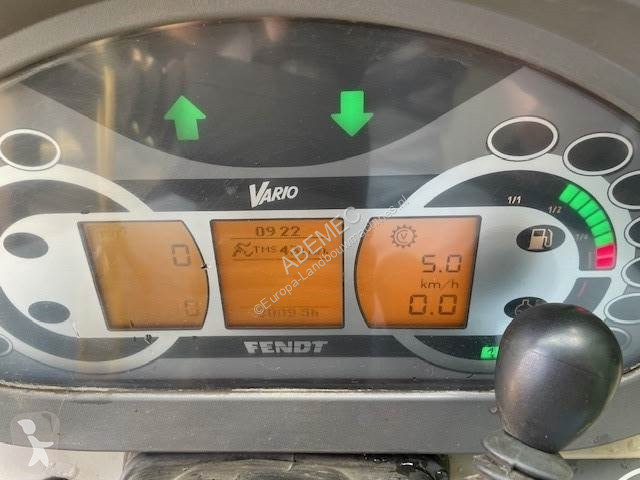 VARIO
1/1
1/2
0
09 22
TMS
V
5.0
km/h
0.0
0
FENDT
ABEMEC
©Europa-Landbouwmachines.nl